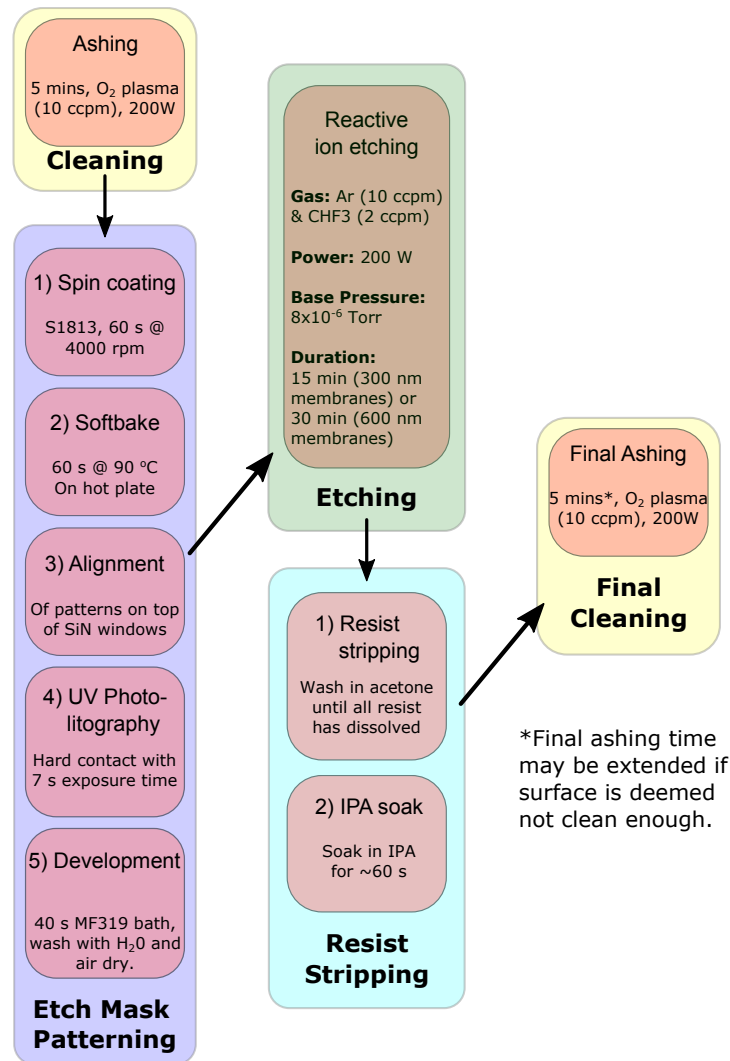 Ashing
5 mins, O₂ plasma
(10 ccpm), 200W
Cleaning
1) Spin coating
S1813, 60 s @
4000 rpm
2) Softbake
60 s @ 90 ºC
On hot plate
3) Alignment
Of patterns on top
of SiN windows
4) UV Photo-
litography
Hard contact with
7 s exposure time
5) Development
40 s MF319 bath,
wash with H₂0 and
air dry.
Etch Mask
Patterning
Reactive
ion etching
Gas: Ar (10 ccpm)
& CHF3 (2 ccpm)
Power: 200 W
Base Pressure:
8x10⁻⁶ Torr
Duration:
15 min (300 nm
membranes) or
30 min (600 nm
membranes)
Etching
1) Resist
stripping
Wash in acetone
until all resist
has dissolved
2) IPA soak
Soak in IPA
for ~60 s
Resist
Stripping
Final Ashing
5 mins*, O₂ plasma
(10 ccpm), 200W
Final
Cleaning
*Final ashing time
may be extended if
surface is deemed
not clean enough.